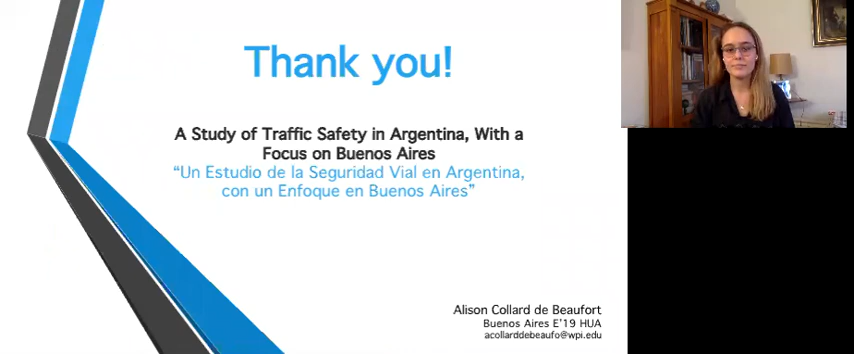 Thank you!
A Study of Traffic Safety in Argentina, With a
Focus on Buenos Aires
“Un Estudio de la Seguridad Vial en Argentina,
con un Enfoque en Buenos Aires”
Alison Collard de Beaufort
Buenos Aires E’19 HUA
acollarddebeaufo@wpi.edu